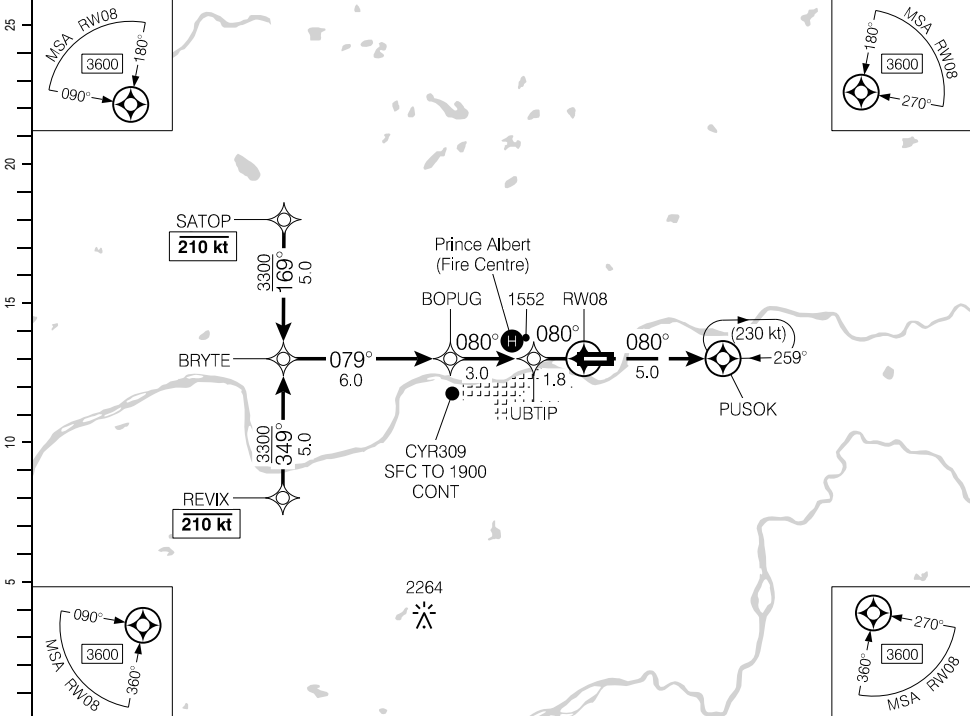 25
20
15
10
5
MSA RW08
3600
180°
090°
MSA RW08
3600
180°
270°
SATOP
210 kt
3300
169°
5.0
Prince Albert
(Fire Centre)
BOPUG
1552
RW08
BRYTE
079°
6.0
080°
3.0
H
080°
1.8
UBTIP
080°
5.0
(230 kt)
259°
PUSOK
CYR309
SFC TO 1900
CONT
3300
349°
5.0
REVIX
210 kt
2264
090°
3600
360°
MSA RW08
270°
3600
360°
MSA RW08